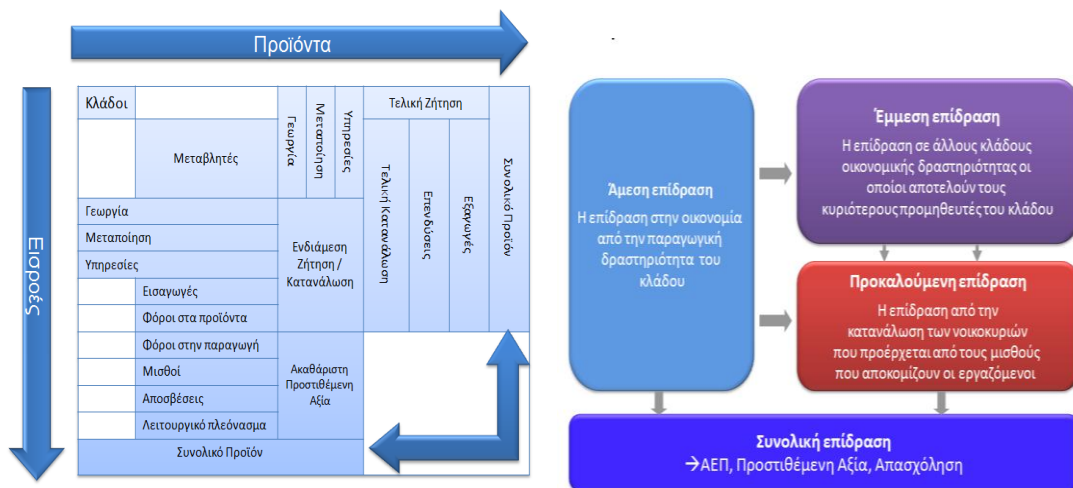 Προϊόντα
Εισροές
Κλάδοι
Μεταβλητές
Γεωργία
Μεταποίηση
Υπηρεσίες
Τελική Ζήτηση
Τελική Κατανάλωση
Επενδύσεις
Εξαγωγές
Συνολικό Προϊόν
Γεωργία
Μεταποίηση
Υπηρεσίες
Ενδιάμεση
Ζήτηση /
Κατανάλωση
Εισαγωγές
Φόροι στα προϊόντα
Φόροι στην παραγωγή
Μισθοί
Αποσβέσεις
Λειτουργικό πλεόνασμα
Ακαθάριστη
Προστιθέμενη
Αξία
Συνολικό Προϊόν
Άμεση επίδραση
Η επίδραση στην οικονομία
από την παραγωγική
δραστηριότητα του
κλάδου
Έμμεση επίδραση
Η επίδραση σε άλλους κλάδους
οικονομικής δραστηριότητας οι
οποίοι αποτελούν τους
κυριότερους προμηθευτές του κλάδου
Προκαλούμενη επίδραση
Η επίδραση από την
κατανάλωση των νοικοκυριών
που προέρχεται από τους μισθούς
που αποκομίζουν οι εργαζόμενοι
Συνολική επίδραση
→ΑΕΠ, Προστιθέμενη Αξία, Απασχόληση